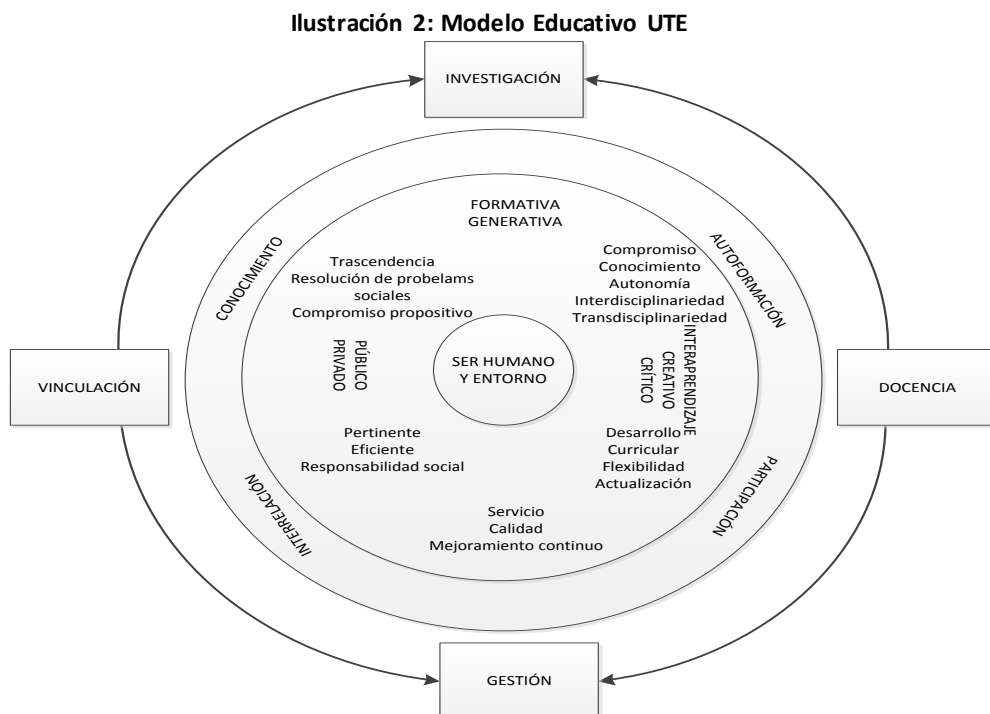 Ilustración 2: Modelo Educativo UTE
INVESTIGACIÓN
FORMATIVA
GENERATIVA
CONOCIMIENTO
AUTOFORMACIÓN
Trascendencia
Resolución de probelams
sociales
Compromiso propositivo
Compromiso
Conocimiento
Autonomía
Interdisciplinariedad
Transdisciplinariedad
VINCULACIÓN
PÚBLICO
PRIVADO
SER HUMANO
Y ENTORNO
INTERAPRENDIZAJE
CREATIVO
CRÍTICO
DOCENCIA
Pertinente
Eficiente
Responsabilidad social
Desarrollo
Curricular
Flexibilidad
Actualización
INTERRELACIÓN
PARTICIPACIÓN
Servicio
Calidad
Mejoramiento continuo
GESTIÓN